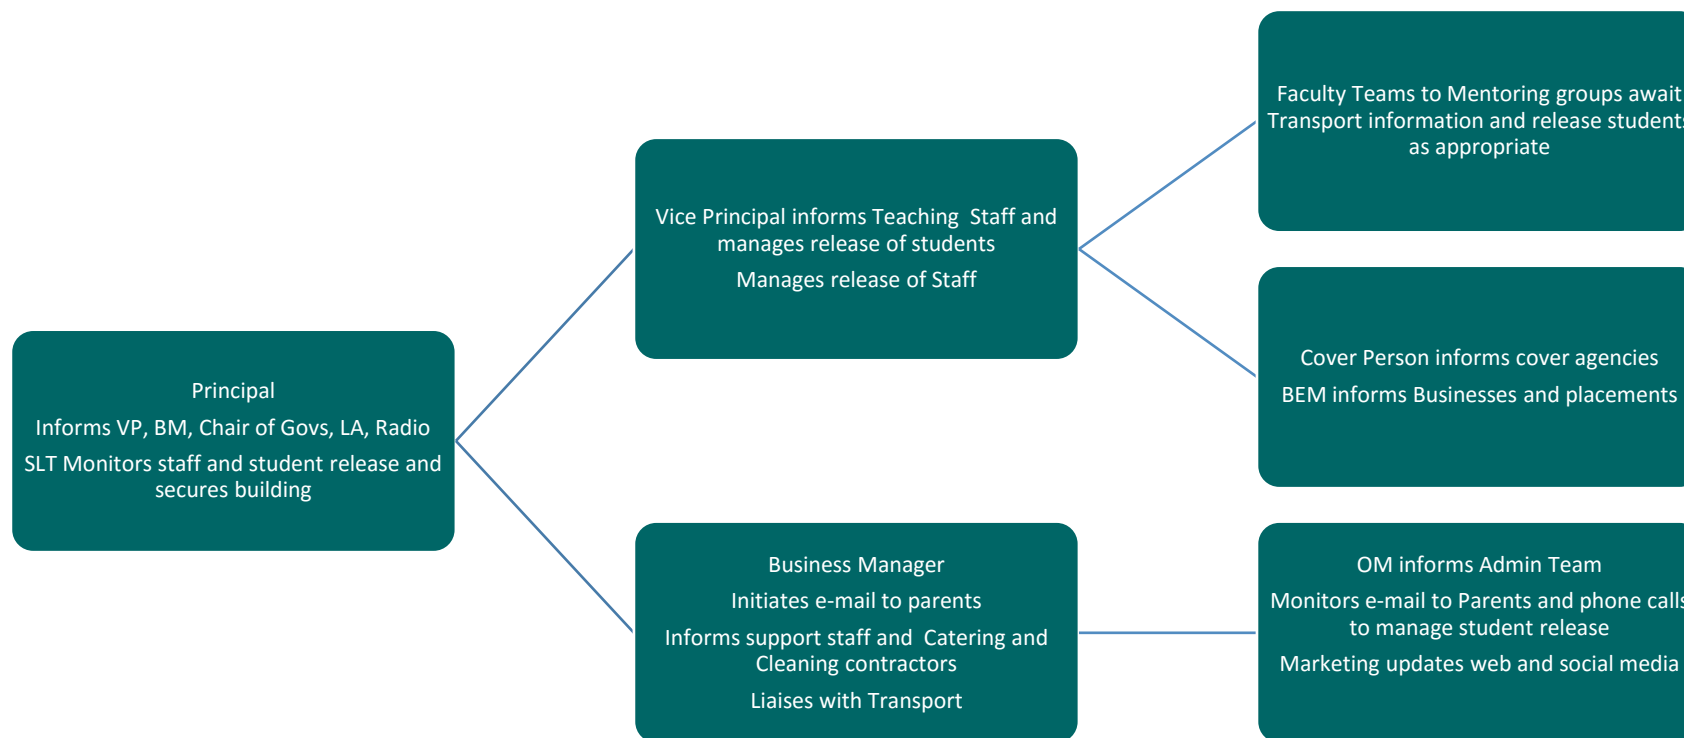 Principal
Informs VP, BM, Chair of Govs, LA, Radio
SLT Monitors staff and student release and
secures building
Vice Principal informs Teaching  Staff and
manages release of students
Manages release of Staff
Business Manager
Initiates e-mail to parents
Informs support staff and  Catering and
Cleaning contractors
Liaises with Transport
Faculty Teams to Mentoring groups await
Transport information and release students
as appropriate
Cover Person informs cover agencies
BEM informs Businesses and placements
OM informs Admin Team
Monitors e-mail to Parents and phone calls
to manage student release
Marketing updates web and social media